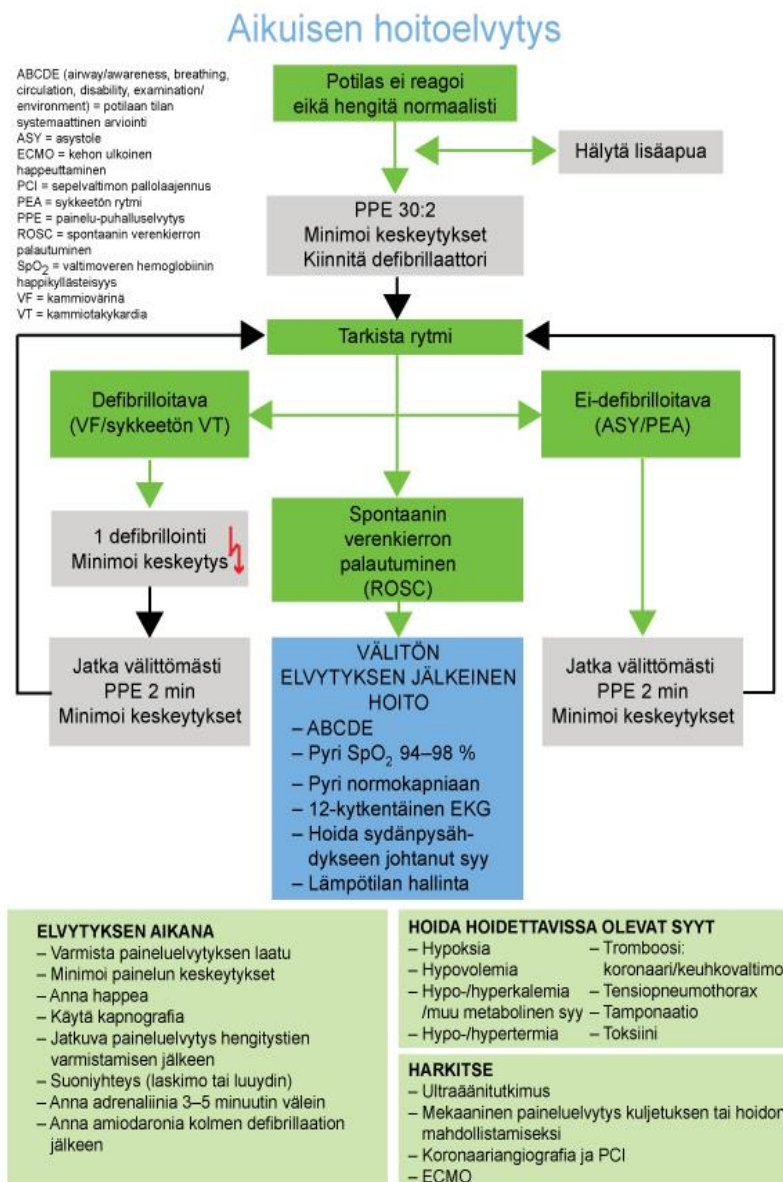 Aikuisen hoitoelvytys
ABCDE (airway/awareness, breathing,
circulation, disability, examination/
environment) = potilaan tilan
systemaattinen arviointi
ASY = asystole
ECMO = kehon ulkoinen
happeuttaminen
PCI = sepelvaltimon pallolaajennus
PEA = sykkeetön rytmi
PPE = painelu-puhalluselvytys
ROSC = spontaanin verenkierron
palautuminen
SpO₂ = valtimoveren hemoglobiinin
happikyllästeisyys
VF = kammiovärinä
VT = kammiotakykardia
Potilas ei reagoi
eikä hengitä normaalisti
Hälytä lisäapua
PPE 30:2
Minimoi keskeytykset
Kiinnitä defibrillaattori
Tarkista rytmi
Defibrilloitava
(VF/sykkeetön VT)
Ei-defibrilloitava
(ASY/PEA)
1 defibrillointi
Minimoi keskeytys
Spontaanin
verenkierron
palautuminen
(ROSC)
Jatka välittömästi
PPE 2 min
Minimoi keskeytykset
VÄLITÖN
ELVYTYKSEN JÄLKEINEN
HOITO
– ABCDE
– Pyri SpO₂ 94–98 %
– Pyri normokapniaan
– 12-kytkentäinen EKG
– Hoida sydänpysäh-
dykseen johtanut syy
– Lämpötilan hallinta
Jatka välittömästi
PPE 2 min
Minimoi keskeytykset
ELVYTYKSEN AIKANA
– Varmista paineluelvytyksen laatu
– Minimoi painelun keskeytykset
– Anna happea
– Käytä kapnografia
– Jatkuva paineluelvytys hengitystien
varmistamisen jälkeen
– Suoniyhteys (laskimo tai luuydin)
– Anna adrenaliinia 3–5 minuutin välein
– Anna amiodaronia kolmen defibrillaation
jälkeen
HOIDA HOIDETTAVISSA OLEVAT SYYT
– Hypoksia
– Hypovolemia
– Hypo-/hyperkalemia
/muu metabolinen syy
– Hypo-/hypertermia
– Tromboosi:
koronaari/keuhkovaltimo
– Tensiopneumothorax
– Tamponaatio
– Toksiini
HARKITSE
– Ultraäänitutkimus
– Mekaaninen paineluelvytys kuljetuksen tai hoidon
mahdollistamiseksi
– Koronaariangiografia ja PCI
– ECMO